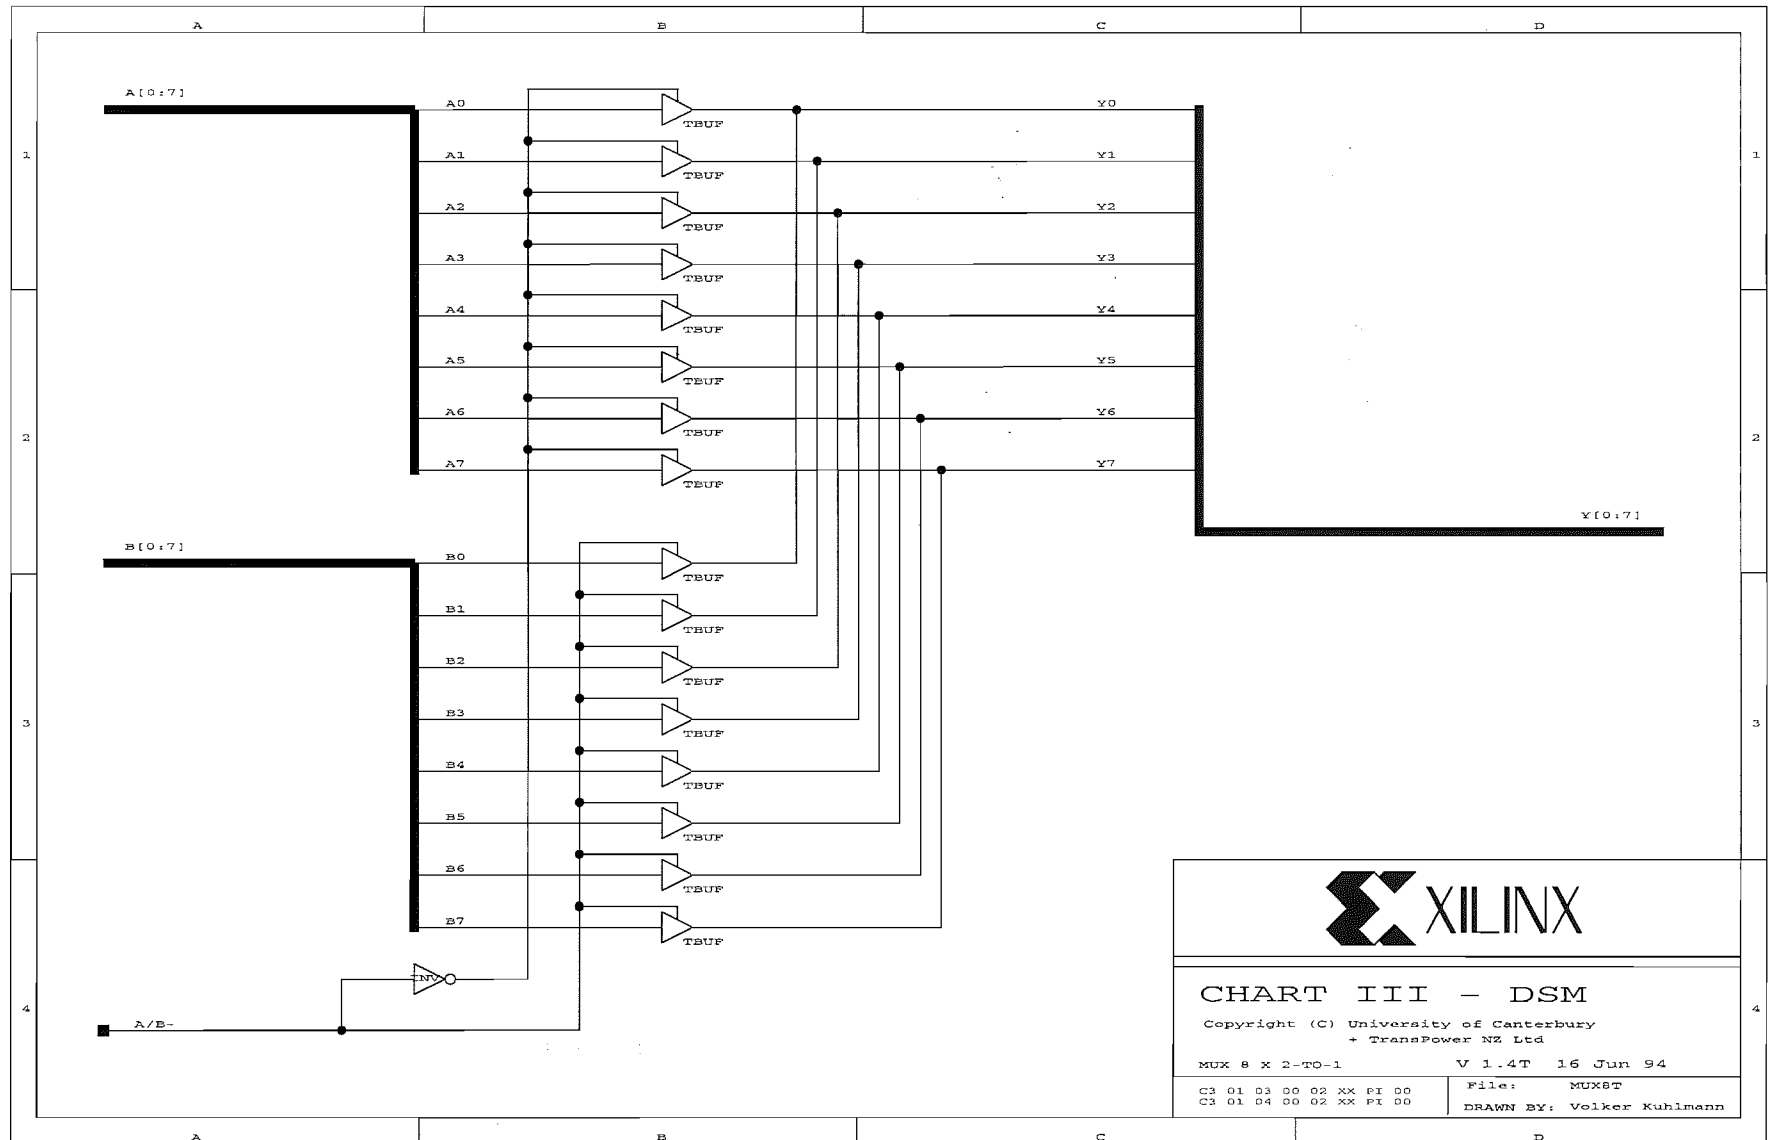 A B C D
A[0:7]
A0 Y0
TBUF
1 A1 Y1 1
TBUF
A2 Y2
TBUF
A3 Y3
TBUF
A4 Y4
TBUF
A5 Y5
TBUF
A6 Y6
TBUF
2 2
A7 Y7
TBUF
Y[0:7]
B[0:7]
B0
TBUF
B1
TBUF
B2
TBUF
B3
3 3
TBUF
B4
TBUF
B5
TBUF
B6
TBUF
B7
TBUF
INV
4 4
A/B-
XILINX
CHART III - DSM
Copyright (C) University of Canterbury
+ TransPower NZ Ltd
MUX 8 X 2-TO-1 V 1.4T 16 Jun 94
C3 01 03 00 02 XX PI 00
C3 01 04 00 02 XX PI 00
File: MUX8T
DRAWN BY: Volker Kuhlmann
A B C D